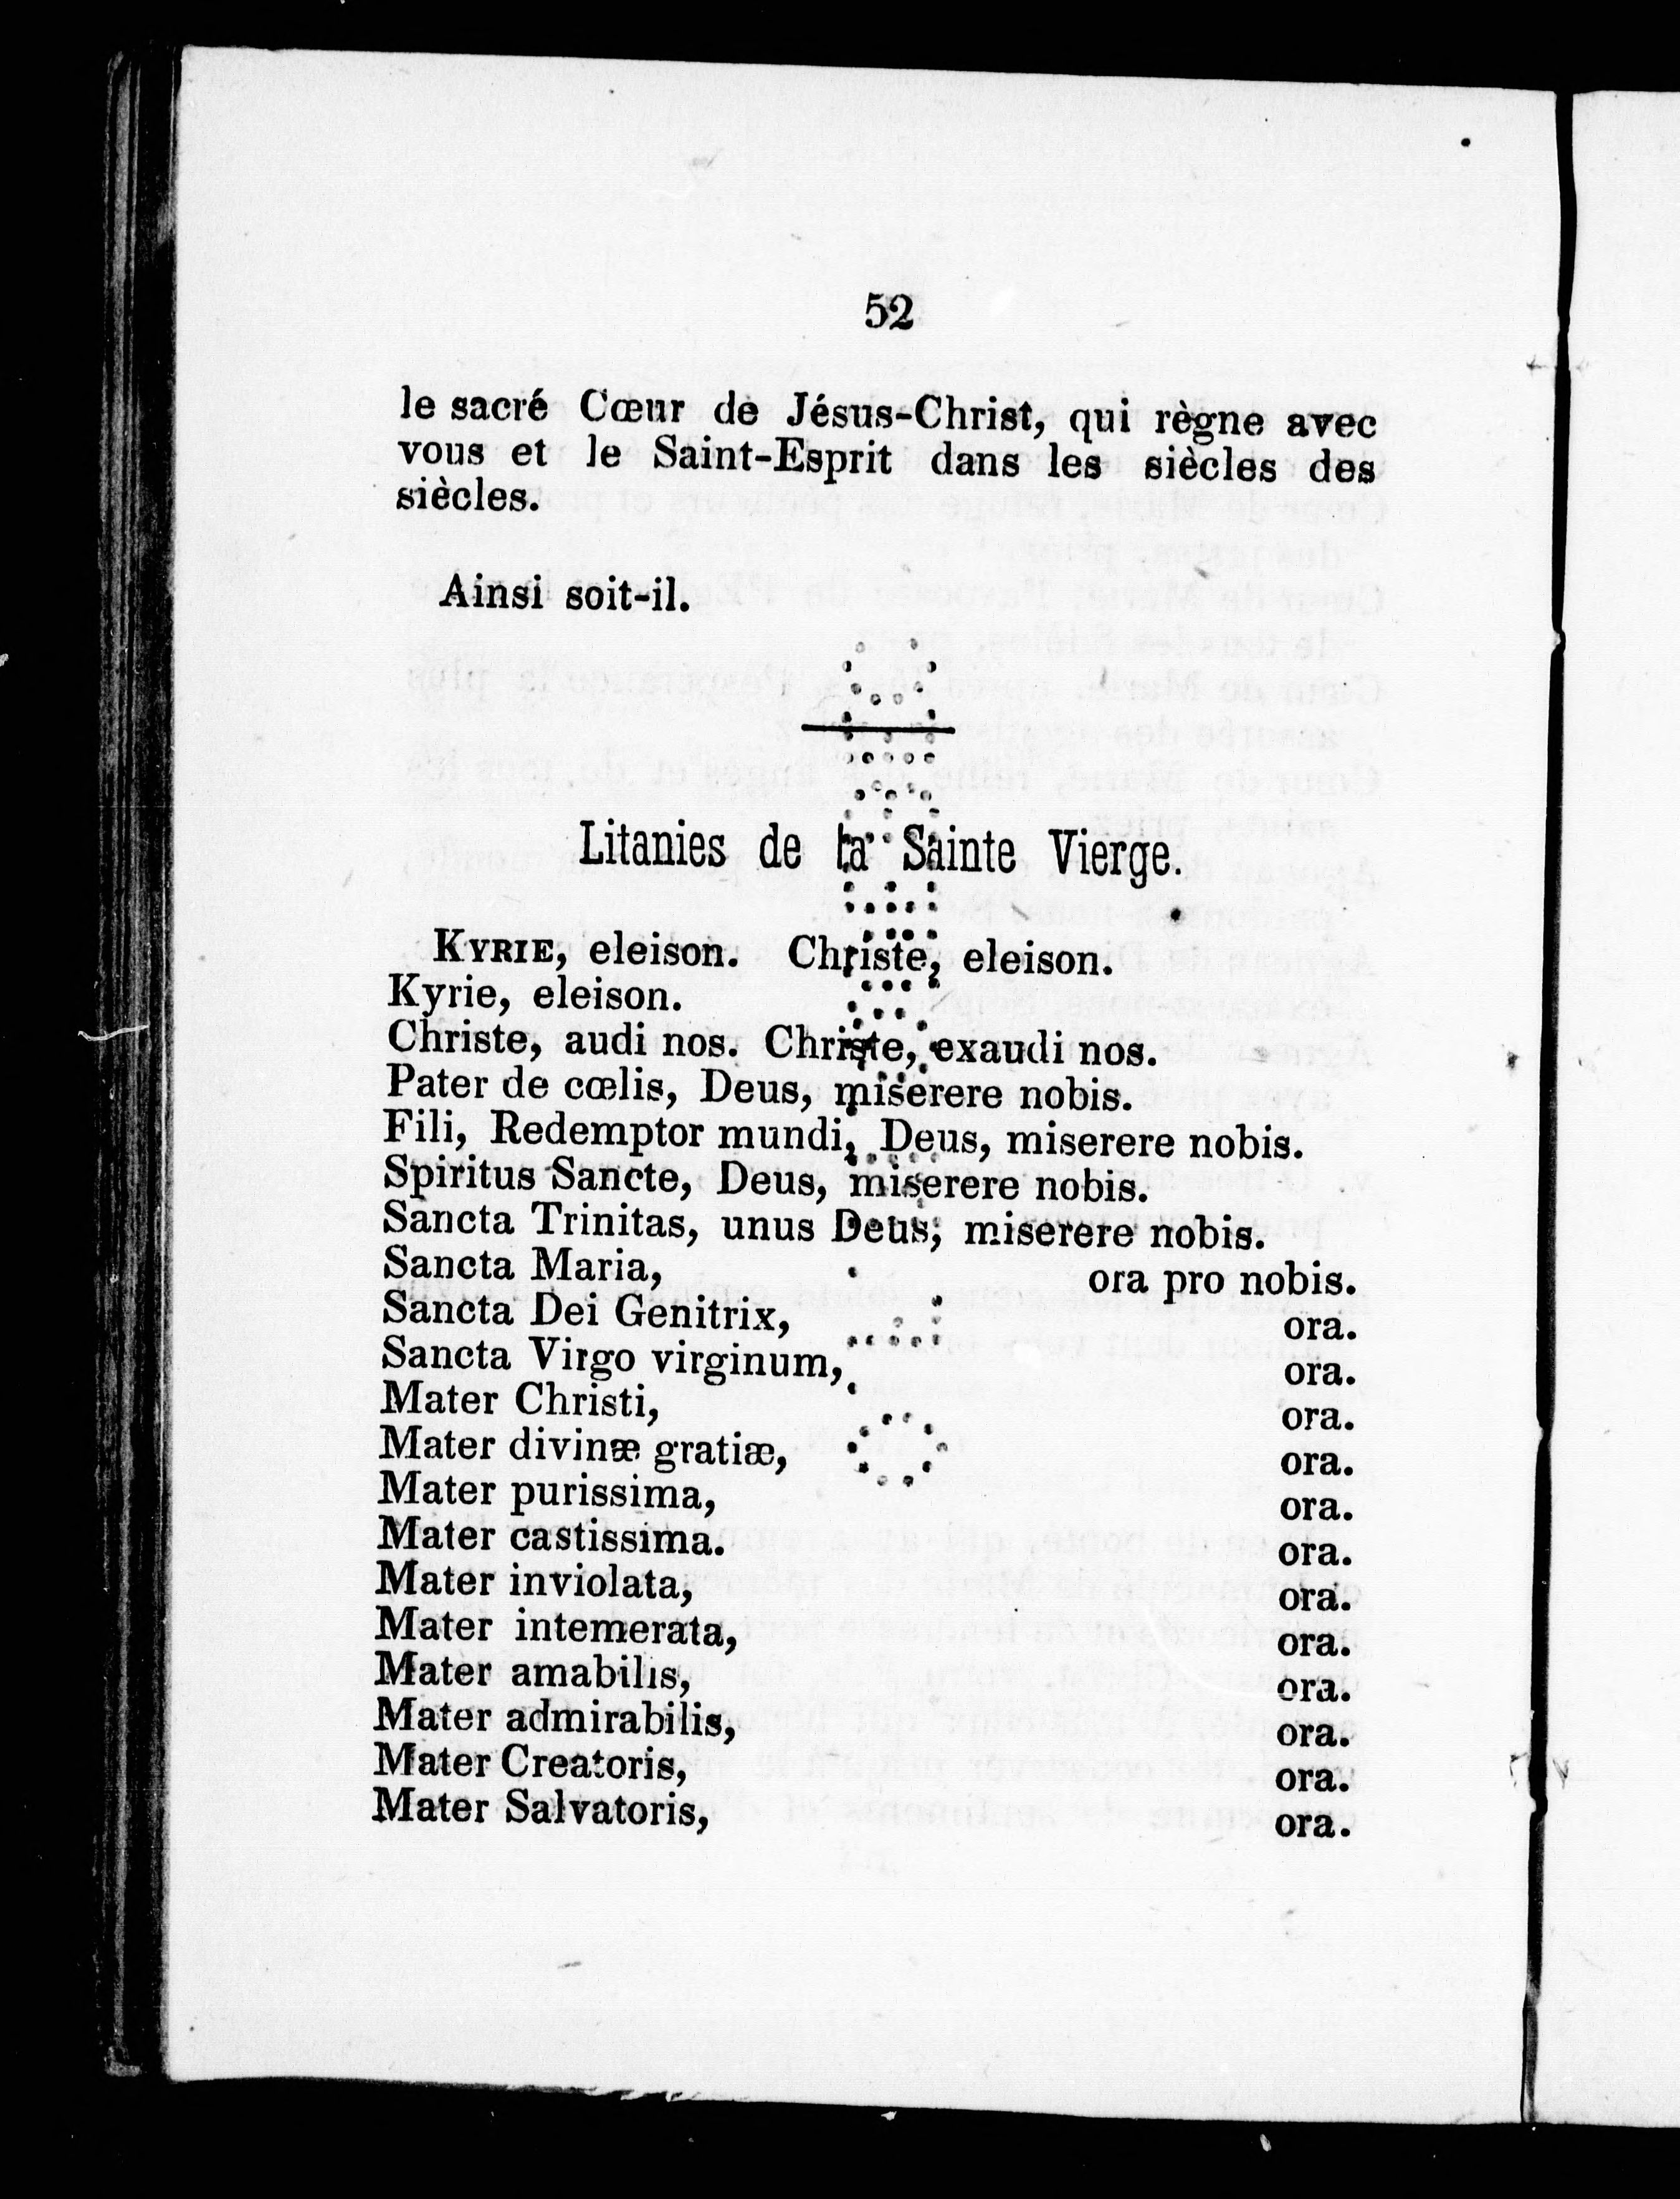 52
le sacré Cœur de Jésus-Christ, qui règne avec
vous et le Saint-Esprit dans les siècles des
siècles.
Ainsi soit-il.
Litanies de la Sainte Vierge.
KYRIE, eleison. Christe, eleison.
Kyrie, eleison.
Christe, audi nos. Christe, exaudi nos.
Pater de cœlis, Deus, miserere nobis.
Fili, Redemptor mundi, Deus, miserere nobis.
Spiritus Sancte, Deus, miserere nobis.
Sancta Trinitas, unus Deus, miserere nobis.
Sancta Maria, ora pro nobis.
Sancta Dei Genitrix, ora.
Sancta Virgo virginum, ora.
Mater Christi, ora.
Mater divinæ gratiæ, ora.
Mater purissima, ora.
Mater castissima. ora.
Mater inviolata, ora.
Mater intemerata, ora.
Mater amabilis, ora.
Mater admirabilis, ora.
Mater Creatoris, ora.
Mater Salvatoris, ora.